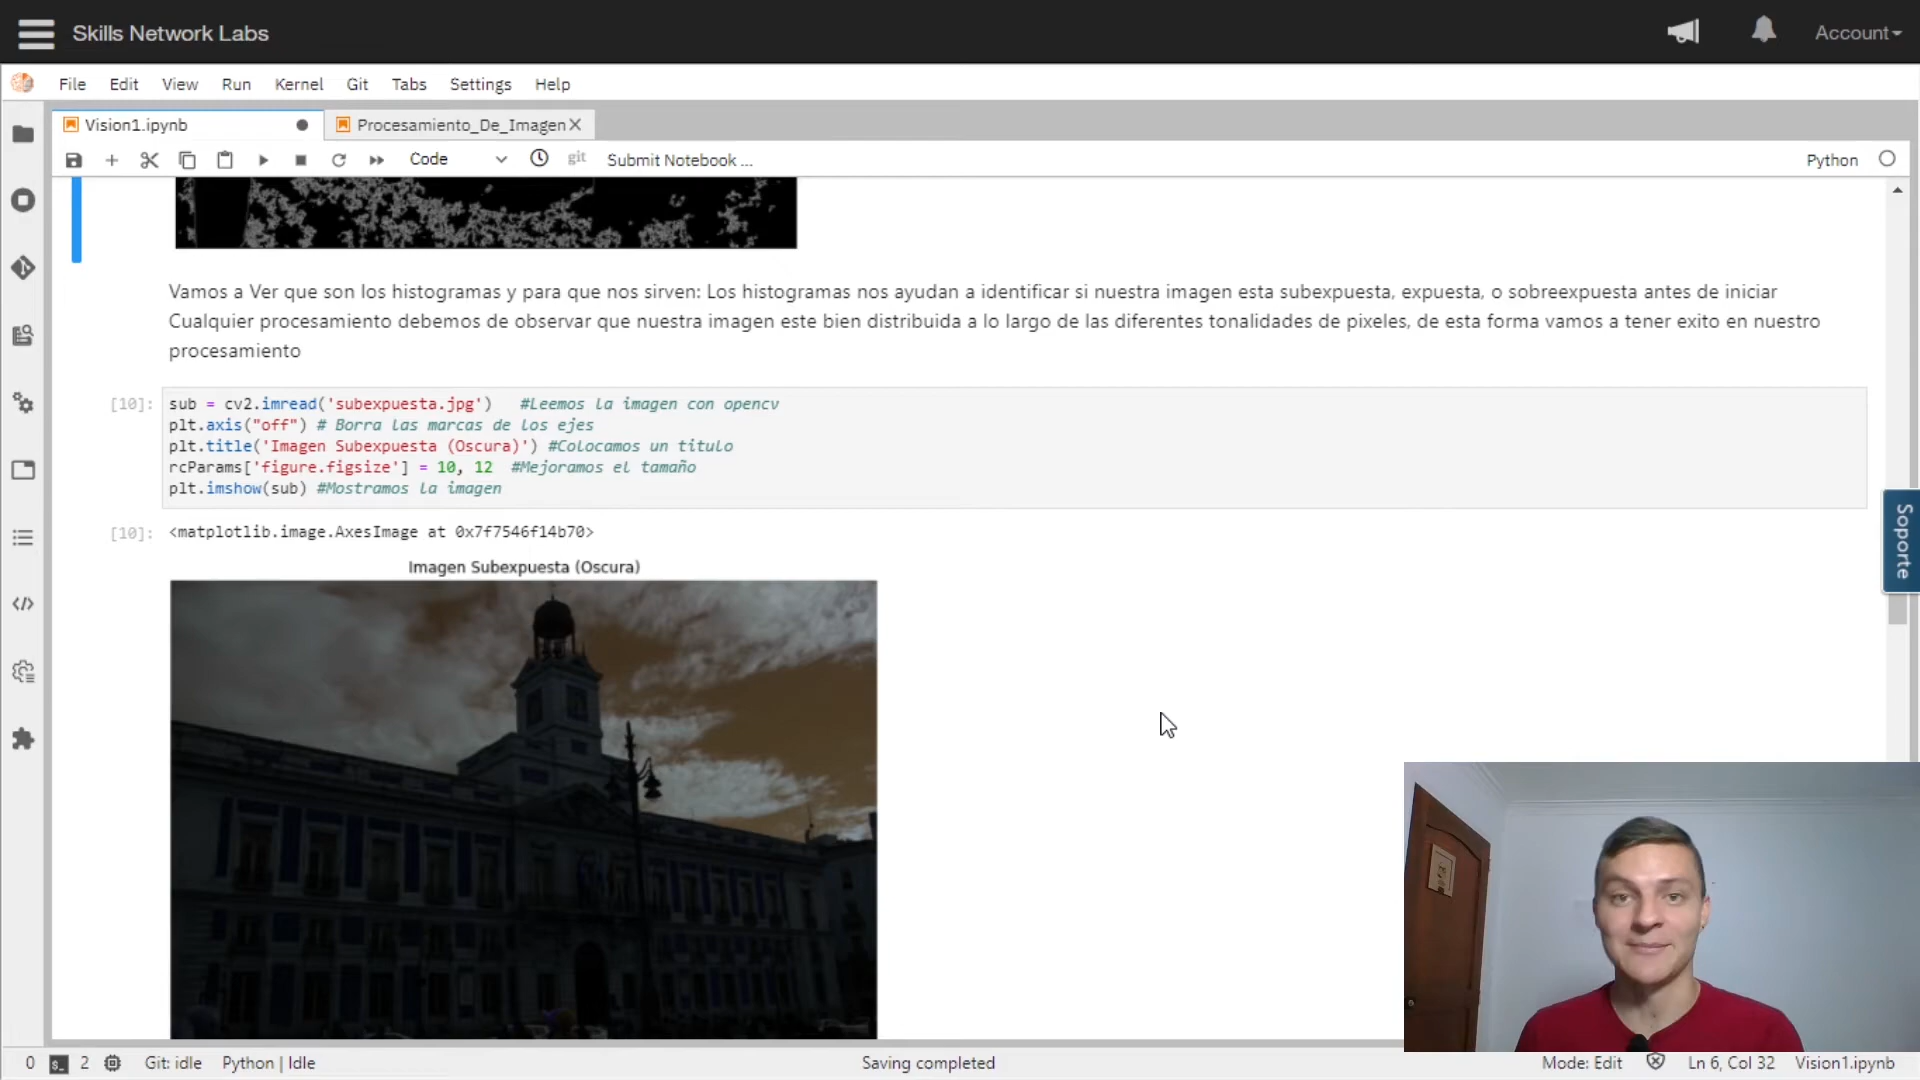 Skills Network Labs
Account
File Edit View Run Kernel Git Tabs Settings Help
Vision1.ipynb
Procesamiento_De_Imagen
Code
git
Submit Notebook ...
Python
Vamos a Ver que son los histogramas y para que nos sirven: Los histogramas nos ayudan a identificar si nuestra imagen esta subexpuesta, expuesta, o sobreexpuesta antes de iniciar
Cualquier procesamiento debemos de observar que nuestra imagen este bien distribuida a lo largo de las diferentes tonalidades de pixeles, de esta forma vamos a tener exito en nuestro
procesamiento
[10]: sub = cv2.imread('subexpuesta.jpg') #Leemos la imagen con opencv
plt.axis("off") # Borra las marcas de los ejes
plt.title('Imagen Subexpuesta (Oscura)') #Colocamos un titulo
rcParams['figure.figsize'] = 10, 12 #Mejoramos el tamaño
plt.imshow(sub) #Mostramos la imagen
[10]: <matplotlib.image.AxesImage at 0x7f7546f14b70>
Imagen Subexpuesta (Oscura)
Soporte
0 $_ 2 Git: idle Python | Idle Saving completed Mode: Edit Ln 6, Col 32 Vision1.ipynb